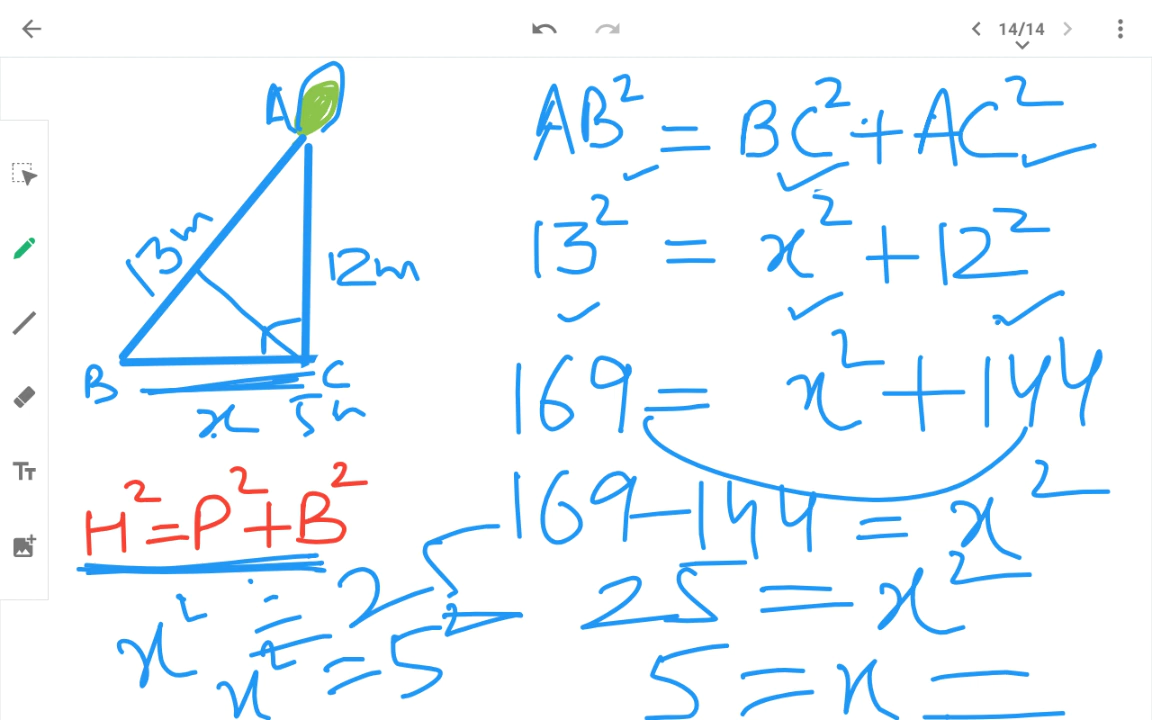 14/14
A
13m
12m
B
C
x
5m
H² = P² + B²
x² = 25
x² = 5²
AB² = BC² + AC²
13² = x² + 12²
169 = x² + 144
169 - 144 = x²
25 = x²
5 = x
Tт